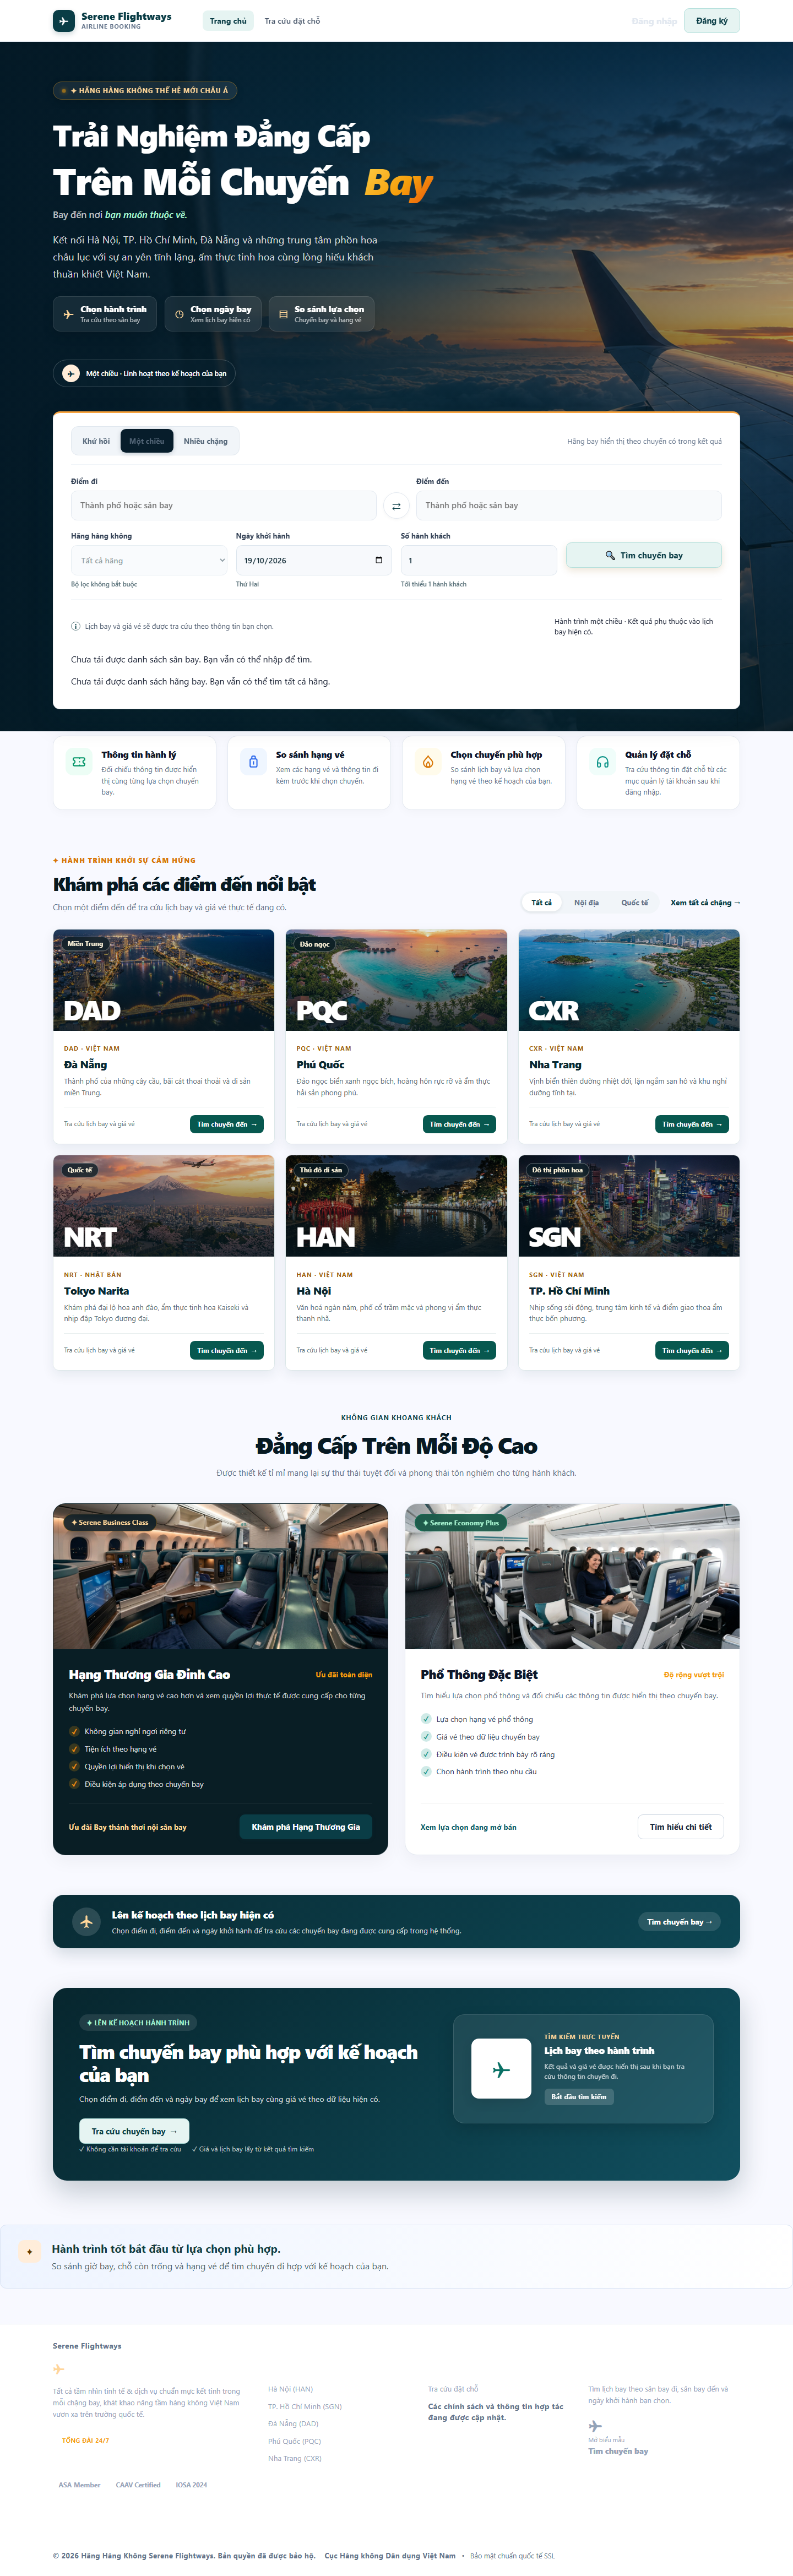 Serene Flightways
AIRLINE BOOKING
Trang chủ
Tra cứu đặt chỗ
Đăng nhập
Đăng ký
✦ HÃNG HÀNG KHÔNG THẾ HỆ MỚI CHÂU Á
Trải Nghiệm Đẳng Cấp
Trên Mỗi Chuyến Bay
Bay đến nơi bạn muốn thuộc về.
Kết nối Hà Nội, TP. Hồ Chí Minh, Đà Nẵng và những trung tâm phồn hoa
châu lục với sự an yên tĩnh lặng, ẩm thực tinh hoa cùng lòng hiếu khách
thuần khiết Việt Nam.
Chọn hành trình
Tra cứu theo sân bay
Chọn ngày bay
Xem lịch bay hiện có
So sánh lựa chọn
Chuyến bay và hạng vé
Một chiều · Linh hoạt theo kế hoạch của bạn
Khứ hồi
Một chiều
Nhiều chặng
Hãng bay hiển thị theo chuyến có trong kết quả
Điểm đi
Điểm đến
Thành phố hoặc sân bay
⇄
Thành phố hoặc sân bay
Hãng hàng không
Ngày khởi hành
Số hành khách
Tất cả hãng
19/10/2026
1
Tìm chuyến bay
Bộ lọc không bắt buộc
Thứ Hai
Tối thiểu 1 hành khách
Lịch bay và giá vé sẽ được tra cứu theo thông tin bạn chọn.
Hành trình một chiều · Kết quả phụ thuộc vào lịch
bay hiện có.
Chưa tải được danh sách sân bay. Bạn vẫn có thể nhập để tìm.
Chưa tải được danh sách hãng bay. Bạn vẫn có thể tìm tất cả hãng.
Thông tin hành lý
Đối chiếu thông tin được hiển
thị cùng từng lựa chọn chuyến
bay.
So sánh hạng vé
Xem các hạng vé và thông tin đi
kèm trước khi chọn chuyến.
Chọn chuyến phù hợp
So sánh lịch bay và lựa chọn
hạng vé theo kế hoạch của bạn.
Quản lý đặt chỗ
Tra cứu thông tin đặt chỗ từ các
mục quản lý tài khoản sau khi
đăng nhập.
✦ HÀNH TRÌNH KHƠI SỰ CẢM HỨNG
Khám phá các điểm đến nổi bật
Chọn một điểm đến để tra cứu lịch bay và giá vé thực tế đang có.
Tất cả
Nội địa
Quốc tế
Xem tất cả chặng →
Miền Trung
DAD
DAD · VIỆT NAM
Đà Nẵng
Thành phố của những cây cầu, bãi cát thoai thoải và di sản
miền Trung.
Tra cứu lịch bay và giá vé
Tìm chuyến đến →
Đảo ngọc
PQC
PQC · VIỆT NAM
Phú Quốc
Đảo ngọc biển xanh ngọc bích, hoàng hôn rực rỡ và ẩm thực
hải sản phong phú.
Tra cứu lịch bay và giá vé
Tìm chuyến đến →
CXR
CXR · VIỆT NAM
Nha Trang
Vịnh biển thiên đường nhiệt đới, lặn ngắm san hô và khu nghỉ
dưỡng tĩnh tại.
Tra cứu lịch bay và giá vé
Tìm chuyến đến →
Quốc tế
NRT
NRT · NHẬT BẢN
Tokyo Narita
Khám phá đại lộ hoa anh đào, ẩm thực tinh hoa Kaiseki và
nhịp đập Tokyo đương đại.
Tra cứu lịch bay và giá vé
Tìm chuyến đến →
Thủ đô di sản
HAN
HAN · VIỆT NAM
Hà Nội
Văn hoá ngàn năm, phố cổ trầm mặc và phong vị ẩm thực
thanh nhã.
Tra cứu lịch bay và giá vé
Tìm chuyến đến →
Đô thị phồn hoa
SGN
SGN · VIỆT NAM
TP. Hồ Chí Minh
Nhịp sống sôi động, trung tâm kinh tế và điểm giao thoa ẩm
thực bốn phương.
Tra cứu lịch bay và giá vé
Tìm chuyến đến →
KHÔNG GIAN KHOANG KHÁCH
Đẳng Cấp Trên Mỗi Độ Cao
Được thiết kế tỉ mỉ mang lại sự thư thái tuyệt đối và phong thái tôn nghiêm cho từng hành khách.
✦ Serene Business Class
Hạng Thương Gia Đỉnh Cao
Ưu đãi toàn diện
Khám phá lựa chọn hạng vé cao hơn và xem quyền lợi thực tế được cung cấp cho từng
chuyến bay.
✓ Không gian nghỉ ngơi riêng tư
✓ Tiện ích theo hạng vé
✓ Quyền lợi hiển thị khi chọn vé
✓ Điều kiện áp dụng theo chuyến bay
Ưu đãi Bay thảnh thơi nội sân bay
Khám phá Hạng Thương Gia
✦ Serene Economy Plus
Phổ Thông Đặc Biệt
Độ rộng vượt trội
Tìm hiểu lựa chọn phổ thông và đối chiếu các thông tin được hiển thị theo chuyến bay.
✓ Lựa chọn hạng vé phổ thông
✓ Giá vé theo dữ liệu chuyến bay
✓ Điều kiện vé được trình bày rõ ràng
✓ Chọn hành trình theo nhu cầu
Xem lựa chọn đang mở bán
Tìm hiểu chi tiết
Lên kế hoạch theo lịch bay hiện có
Chọn điểm đi, điểm đến và ngày khởi hành để tra cứu các chuyến bay đang được cung cấp trong hệ thống.
Tìm chuyến bay →
✦ LÊN KẾ HOẠCH HÀNH TRÌNH
Tìm chuyến bay phù hợp với kế hoạch
của bạn
Chọn điểm đi, điểm đến và ngày bay để xem lịch bay cùng giá vé theo dữ liệu hiện có.
Tra cứu chuyến bay →
✓ Không cần tài khoản để tra cứu
✓ Giá và lịch bay lấy từ kết quả tìm kiếm
TÌM KIẾM TRỰC TUYẾN
Lịch bay theo hành trình
Kết quả và giá vé được hiển thị sau khi bạn tra
cứu thông tin chuyến đi.
Bắt đầu tìm kiếm
Hành trình tốt bắt đầu từ lựa chọn phù hợp.
So sánh giờ bay, chỗ còn trống và hạng vé để tìm chuyến đi hợp với kế hoạch của bạn.
Serene Flightways
Tất cả tầm nhìn tinh tế & dịch vụ chuẩn mực kết tinh trong
mỗi chặng bay, khát khao nâng tầm hàng không Việt Nam
vươn xa trên trường quốc tế.
TỔNG ĐÀI 24/7
ASA Member
CAAV Certified
IOSA 2024
Hà Nội (HAN)
TP. Hồ Chí Minh (SGN)
Đà Nẵng (DAD)
Phú Quốc (PQC)
Nha Trang (CXR)
Tra cứu đặt chỗ
Các chính sách và thông tin hợp tác
đang được cập nhật.
Tìm lịch bay theo sân bay đi, sân bay đến và
ngày khởi hành bạn chọn.
Mở biểu mẫu
Tìm chuyến bay
© 2026 Hãng Hàng Không Serene Flightways. Bản quyền đã được bảo hộ.
Cục Hàng không Dân dụng Việt Nam • Bảo mật chuẩn quốc tế SSL